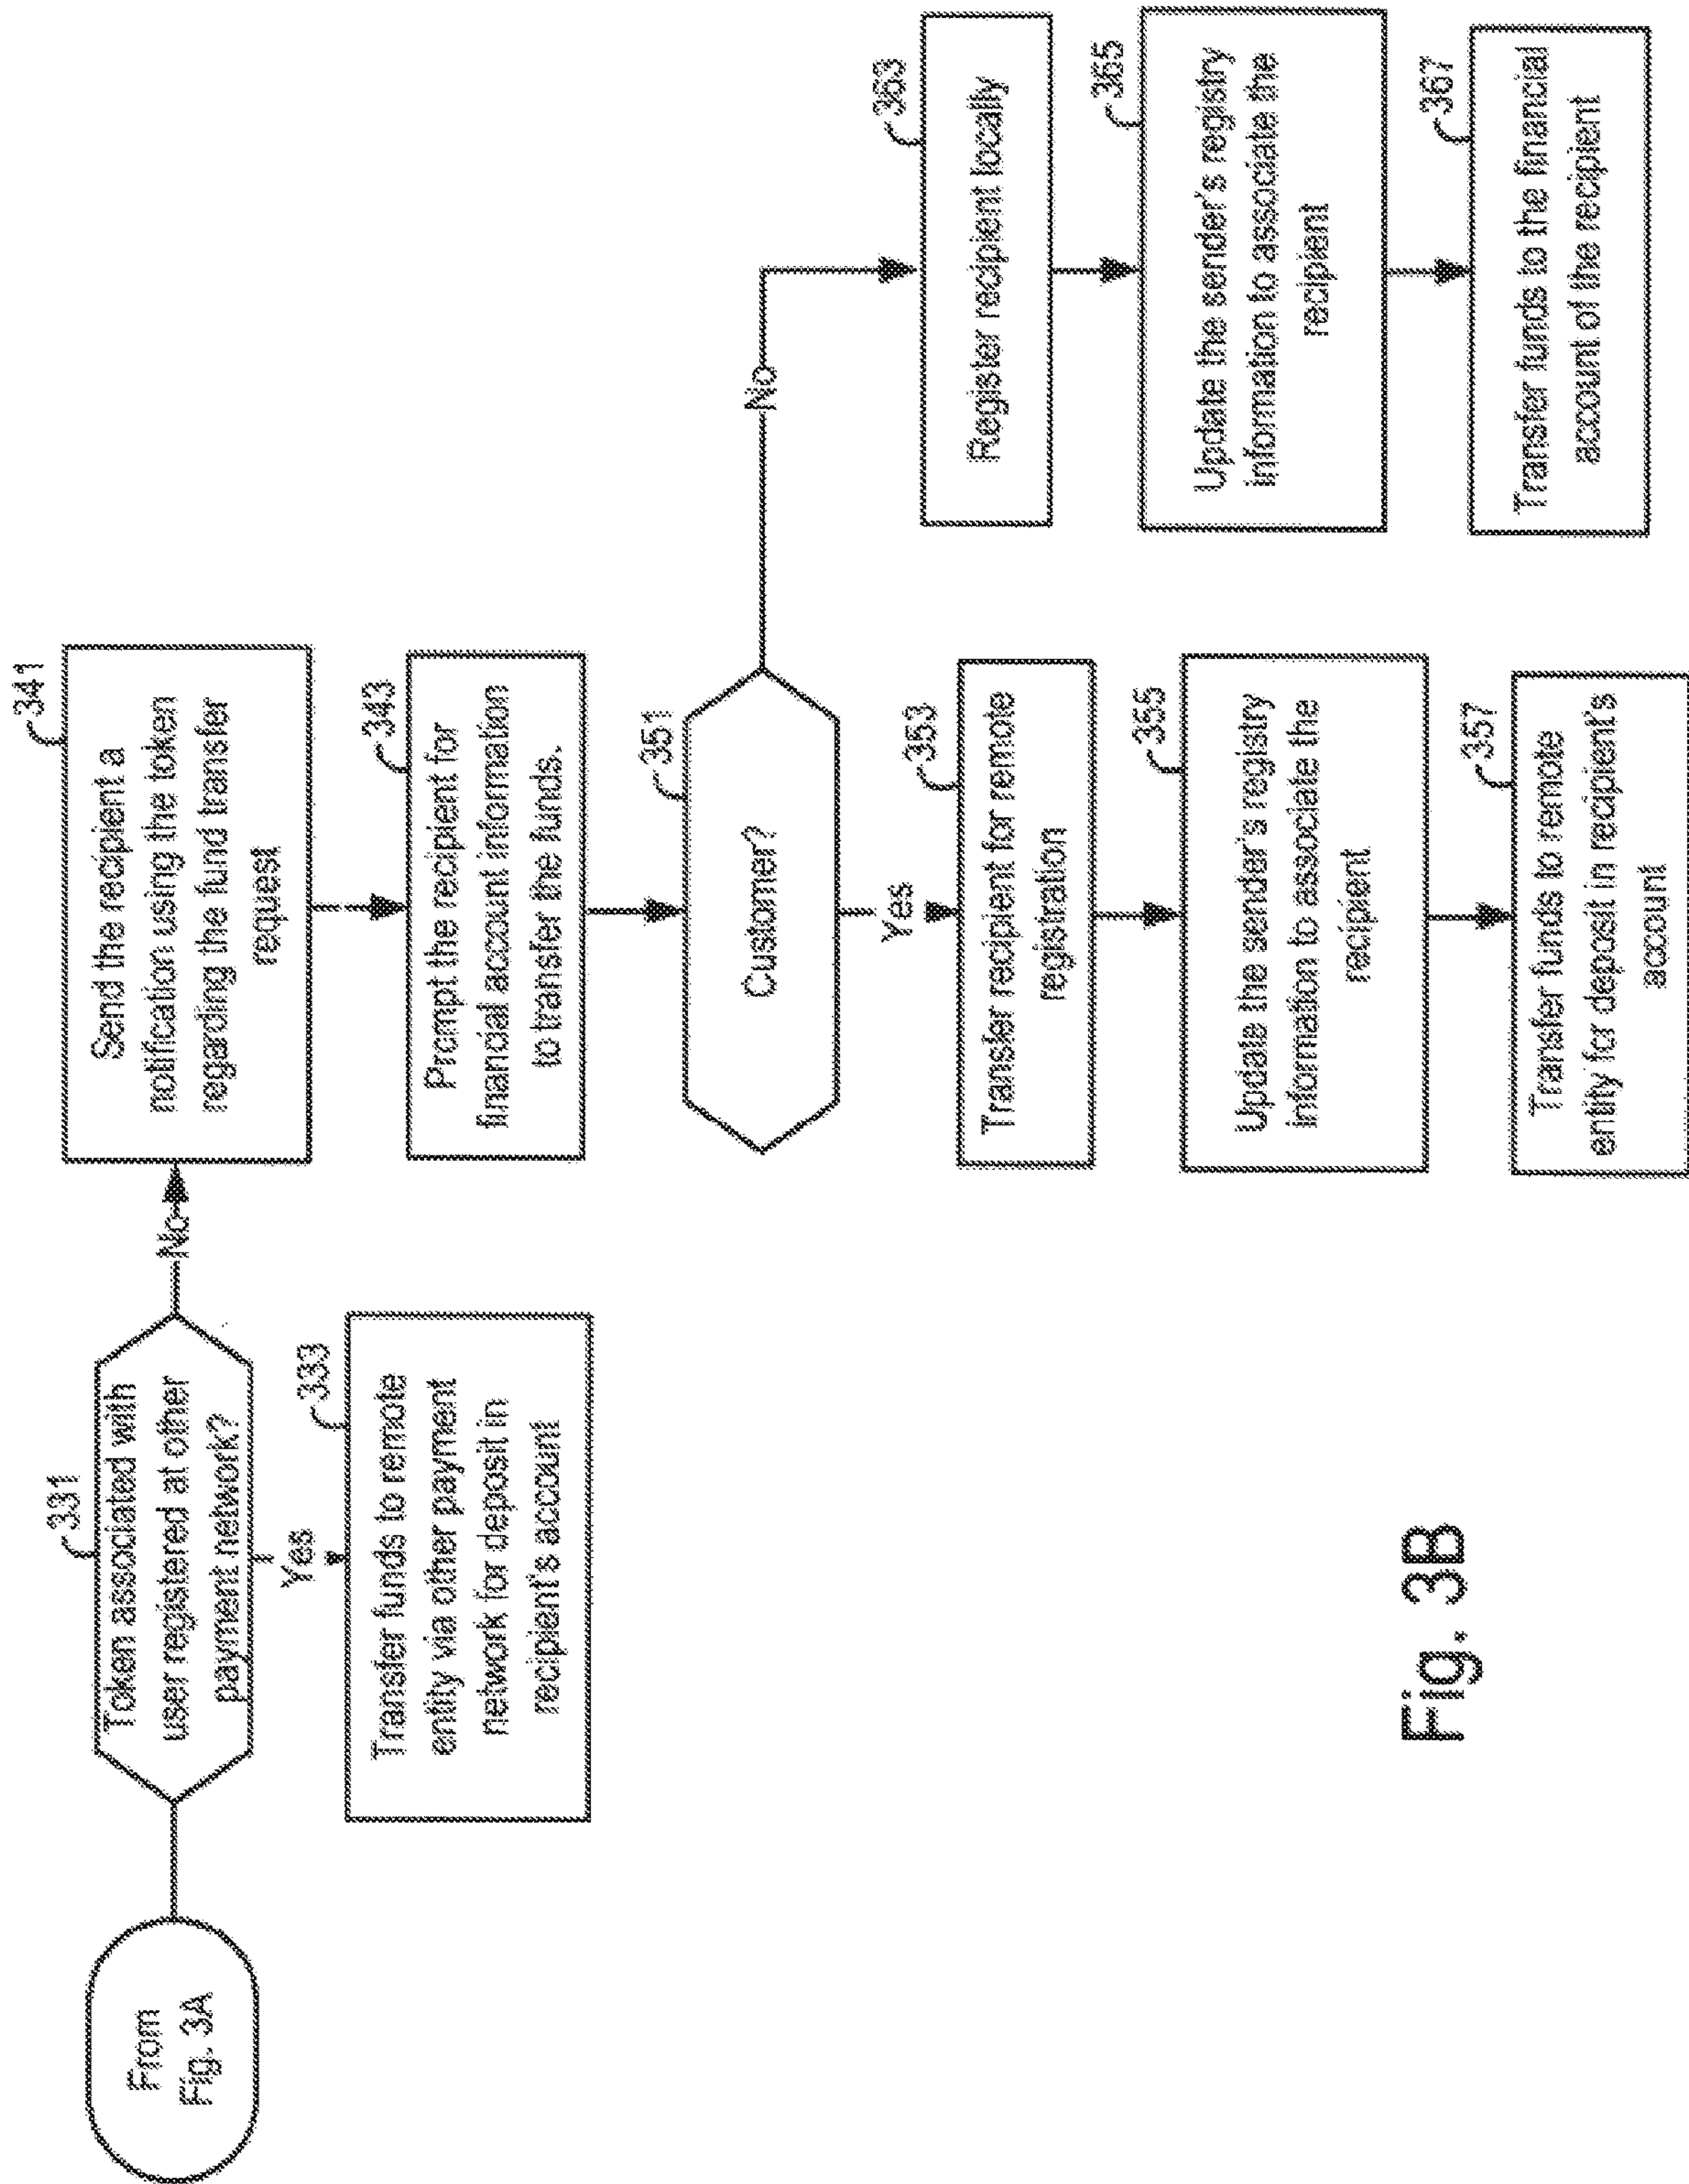 From
Fig. 3A
331
Token associated with
user registered at other
payment network?
No
Yes
333
Transfer funds to remote
entity via other payment
network for deposit in
recipient's account
341
Send the recipient a
notification using the token
regarding the fund transfer
request
343
Prompt the recipient for
financial account information
to transfer the funds.
351
Customer?
No
Yes
353
Transfer recipient for remote
registration
355
Update the sender's registry
information to associate the
recipient
357
Transfer funds to remote
entity for deposit in recipient's
account
363
Register recipient locally
365
Update the sender's registry
information to associate the
recipient
367
Transfer funds to the financial
account of the recipient
Fig. 3B